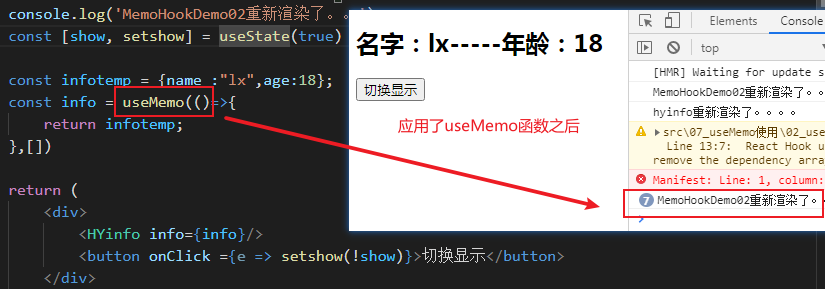 console.log('MemoHookDemo02重新渲染了。
const [show, setshow] = useState(true)
const infotemp = {name :"lx",age:18};
const info = useMemo(()=>{
return infotemp;
},[])
return (
<div>
<HYinfo info={info}/>
<button onClick ={e => setshow(!show)}>切换显示</button>
</div>
名字：lx-----年龄：18
切换显示
应用了useMemo函数之后
Elements Console
top
[HMR] Waiting for update s
MemoHookDemo02重新渲染了。
hyinfo重新渲染了。。。。
src\07_useMemo使用\02_use
Line 13:7: React Hook u
remove the dependency arra
Manifest: Line: 1, column:
7 MemoHookDemo02重新渲染了。